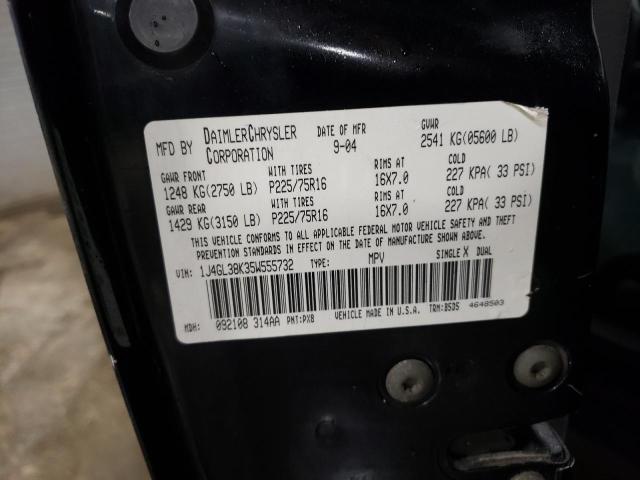 MFD BY DAIMLERCHRYSLER CORPORATION DATE OF MFR 9-04 GVWR 2541 KG(05600 LB)
GAWR FRONT WITH TIRES RIMS AT COLD
1248 KG(2750 LB) P225/75R16 16X7.0 227 KPA( 33 PSI)
GAWR REAR WITH TIRES RIMS AT COLD
1429 KG(3150 LB) P225/75R16 16X7.0 227 KPA( 33 PSI)
THIS VEHICLE CONFORMS TO ALL APPLICABLE FEDERAL MOTOR VEHICLE SAFETY AND THEFT
PREVENTION STANDARDS IN EFFECT ON THE DATE OF MANUFACTURE SHOWN ABOVE.
VIN: 1J4GL38K35W555732 TYPE: MPV SINGLE X DUAL
MDH: 092108 314AA PNT:PX8 VEHICLE MADE IN U.S.A. TRM:B5D5 4648503